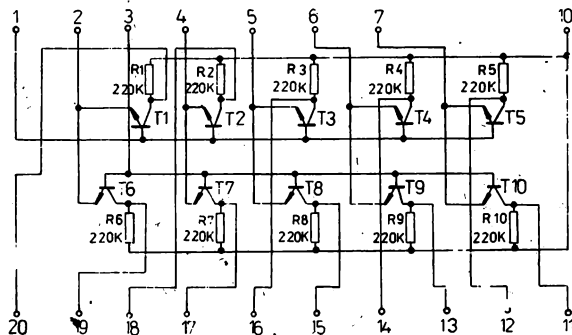 1 2 3 4 5 6 7 10
R1 R2 R3 R4 R5
220K 220K 220K 220K 220K
T1 T2 T3 T4 T5
T6 T7 T8 T9 T10
R6 R7 R8 R9 R10
220K 220K 220K 220K 220K
20 19 18 17 16 15 14 13 12 11